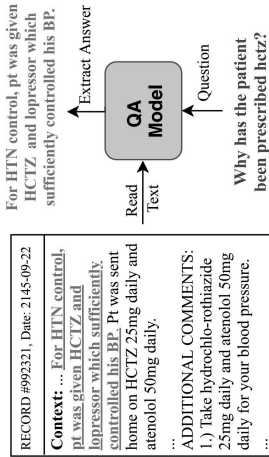 RECORD #992321, Date: 2145-09-22
Context: ... For HTN control,
pt was given HCTZ and
lopressor which sufficiently
controlled his BP. Pt was sent
home on HCTZ 25mg daily and
atenolol 50mg daily.
...
ADDITIONAL COMMENTS:
1.) Take hydrochlo-rothiazide
25mg daily and atenolol 50mg
daily for your blood pressure.
...
Read
Text
QA
Model
For HTN control, pt was given
HCTZ and lopressor which
sufficiently controlled his BP.
Extract Answer
Question
Why has the patient
been prescribed hctz?